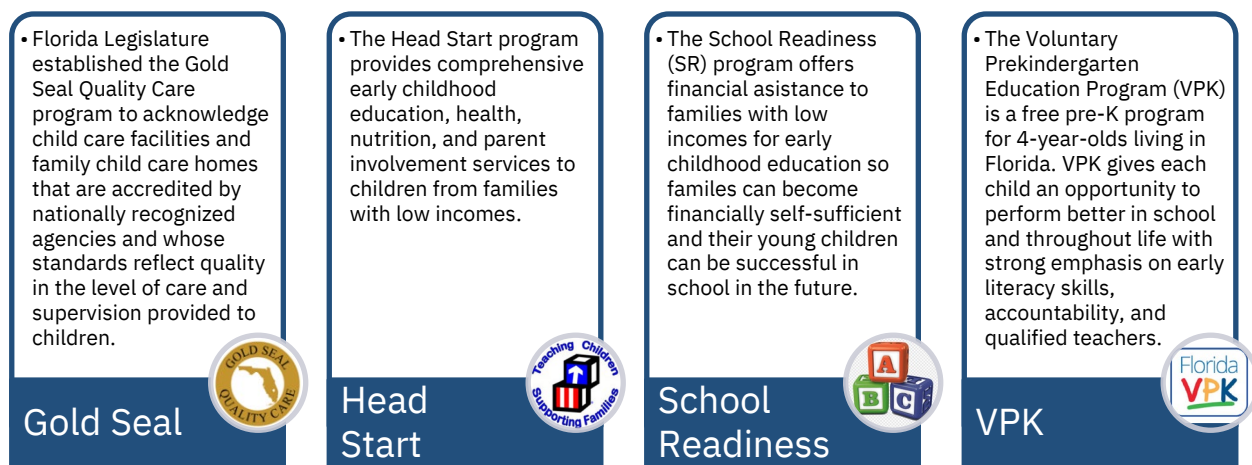 • Florida Legislature
established the Gold
Seal Quality Care
program to acknowledge
child care facilities and
family child care homes
that are accredited by
nationally recognized
agencies and whose
standards reflect quality
in the level of care and
supervision provided to
children.
GOLD SEAL
QUALITY CARE
Gold Seal
• The Head Start program
provides comprehensive
early childhood
education, health,
nutrition, and parent
involvement services to
children from families
with low incomes.
Teaching Children
Supporting Families
Head
Start
• The School Readiness
(SR) program offers
financial asistance to
families with low
incomes for early
childhood education so
familes can become
financially self-sufficient
and their young children
can be successful in
school in the future.
A
B C
School
Readiness
• The Voluntary
Prekindergarten
Education Program (VPK)
is a free pre-K program
for 4-year-olds living in
Florida. VPK gives each
child an opportunity to
perform better in school
and throughout life with
strong emphasis on early
literacy skills,
accountability, and
qualified teachers.
Florida
VPK
VPK